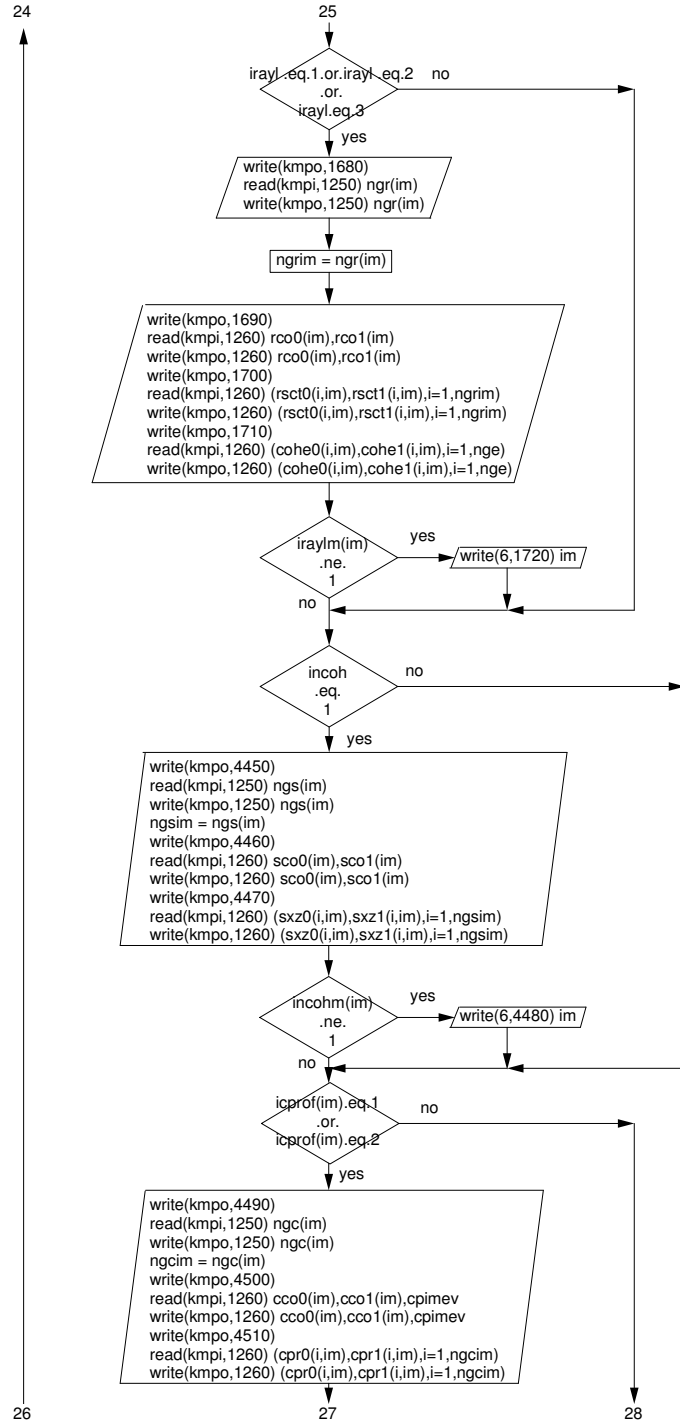 24
25
irayl .eq.1.or.irayl .eq.2
no
.or.
irayl.eq.3
yes
write(kmpo,1680)
read(kmpi,1250) ngr(im)
write(kmpo,1250) ngr(im)
ngrim = ngr(im)
write(kmpo,1690)
read(kmpi,1260) rco0(im),rco1(im)
write(kmpo,1260) rco0(im),rco1(im)
write(kmpo,1700)
read(kmpi,1260) (rsct0(i,im),rsct1(i,im),i=1,ngrim)
write(kmpo,1260) (rsct0(i,im),rsct1(i,im),i=1,ngrim)
write(kmpo,1710)
read(kmpi,1260) (cohe0(i,im),cohe1(i,im),i=1,nge)
write(kmpo,1260) (cohe0(i,im),cohe1(i,im),i=1,nge)
iraylm(im)
.ne.
1
yes
write(6,1720) im
no
incoh
.eq.
1
no
yes
write(kmpo,4450)
read(kmpi,1250) ngs(im)
write(kmpo,1250) ngs(im)
ngsim = ngs(im)
write(kmpo,4460)
read(kmpi,1260) sco0(im),sco1(im)
write(kmpo,1260) sco0(im),sco1(im)
write(kmpo,4470)
read(kmpi,1260) (sxz0(i,im),sxz1(i,im),i=1,ngsim)
write(kmpo,1260) (sxz0(i,im),sxz1(i,im),i=1,ngsim)
incohm(im)
.ne.
1
yes
write(6,4480) im
no
icprof(im).eq.1
.or.
icprof(im).eq.2
no
yes
write(kmpo,4490)
read(kmpi,1250) ngc(im)
write(kmpo,1250) ngc(im)
ngcim = ngc(im)
write(kmpo,4500)
read(kmpi,1260) cco0(im),cco1(im),cpimev
write(kmpo,1260) cco0(im),cco1(im),cpimev
write(kmpo,4510)
read(kmpi,1260) (cpr0(i,im),cpr1(i,im),i=1,ngcim)
write(kmpo,1260) (cpr0(i,im),cpr1(i,im),i=1,ngcim)
26
27
28